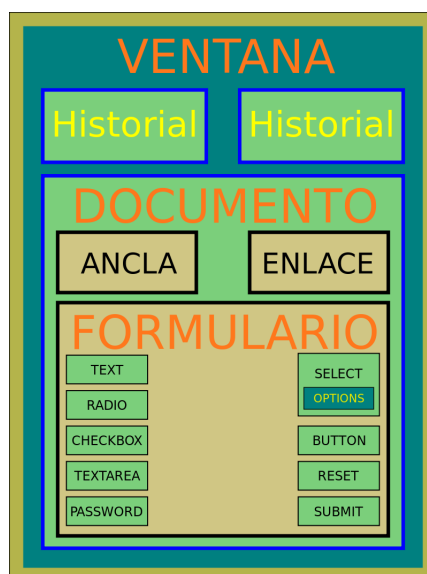 VENTANA
Historial Historial
DOCUMENTO
ANCLA ENLACE
FORMULARIO
TEXT
RADIO
CHECKBOX
TEXTAREA
PASSWORD
SELECT
OPTIONS
BUTTON
RESET
SUBMIT